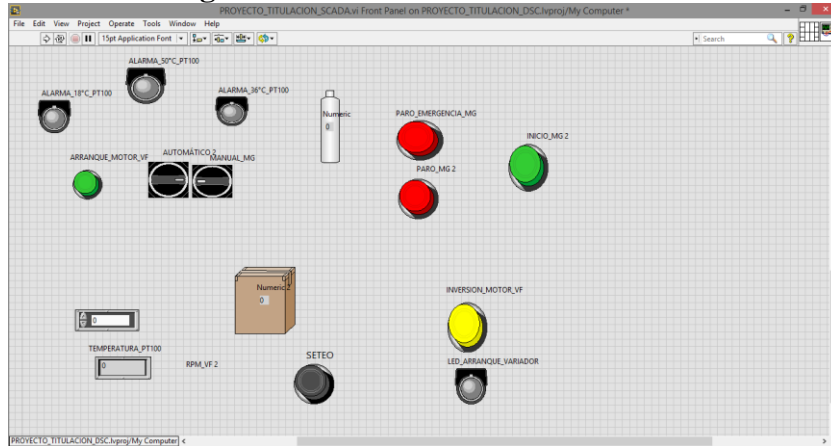 PROYECTO_TITULACION_SCADA.vi Front Panel on PROYECTO_TITULACION_DSC.lvproj/My Computer *
File Edit View Project Operate Tools Window Help
15pt Application Font
Search
?
ALARMA_50°C_PT100
ALARMA_18°C_PT100
ALARMA_36°C_PT100
Numeric
0
PARO_EMERGENCIA_MG
INICIO_MG 2
ARRANQUE_MOTOR_VF
AUTOMÁTICO 2
MANUAL_MG
PARO_MG 2
Numeric 2
0
INVERSION_MOTOR_VF
0
TEMPERATURA_PT100
0
RPM_VF 2
SETEO
LED_ARRANQUE_VARIADOR
PROYECTO_TITULACION_DSC.lvproj/My Computer